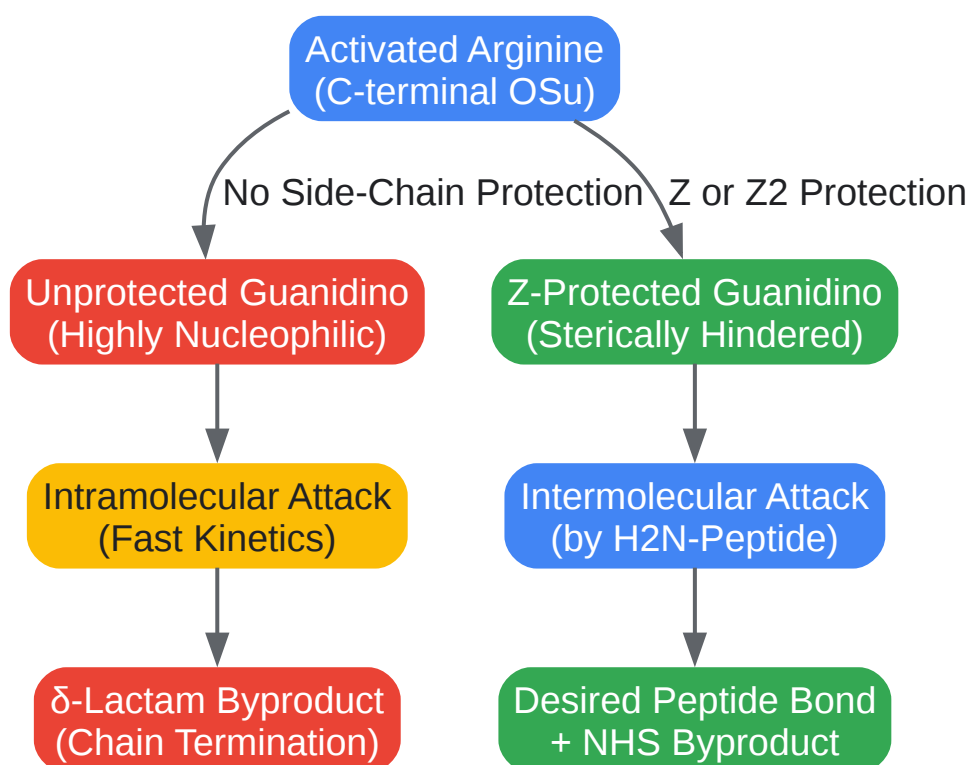 Activated Arginine
(C-terminal OSu)
No Side-Chain Protection
Z or Z2 Protection
Unprotected Guanidino
(Highly Nucleophilic)
Z-Protected Guanidino
(Sterically Hindered)
Intramolecular Attack
(Fast Kinetics)
Intermolecular Attack
(by H2N-Peptide)
δ-Lactam Byproduct
(Chain Termination)
Desired Peptide Bond
+ NHS Byproduct